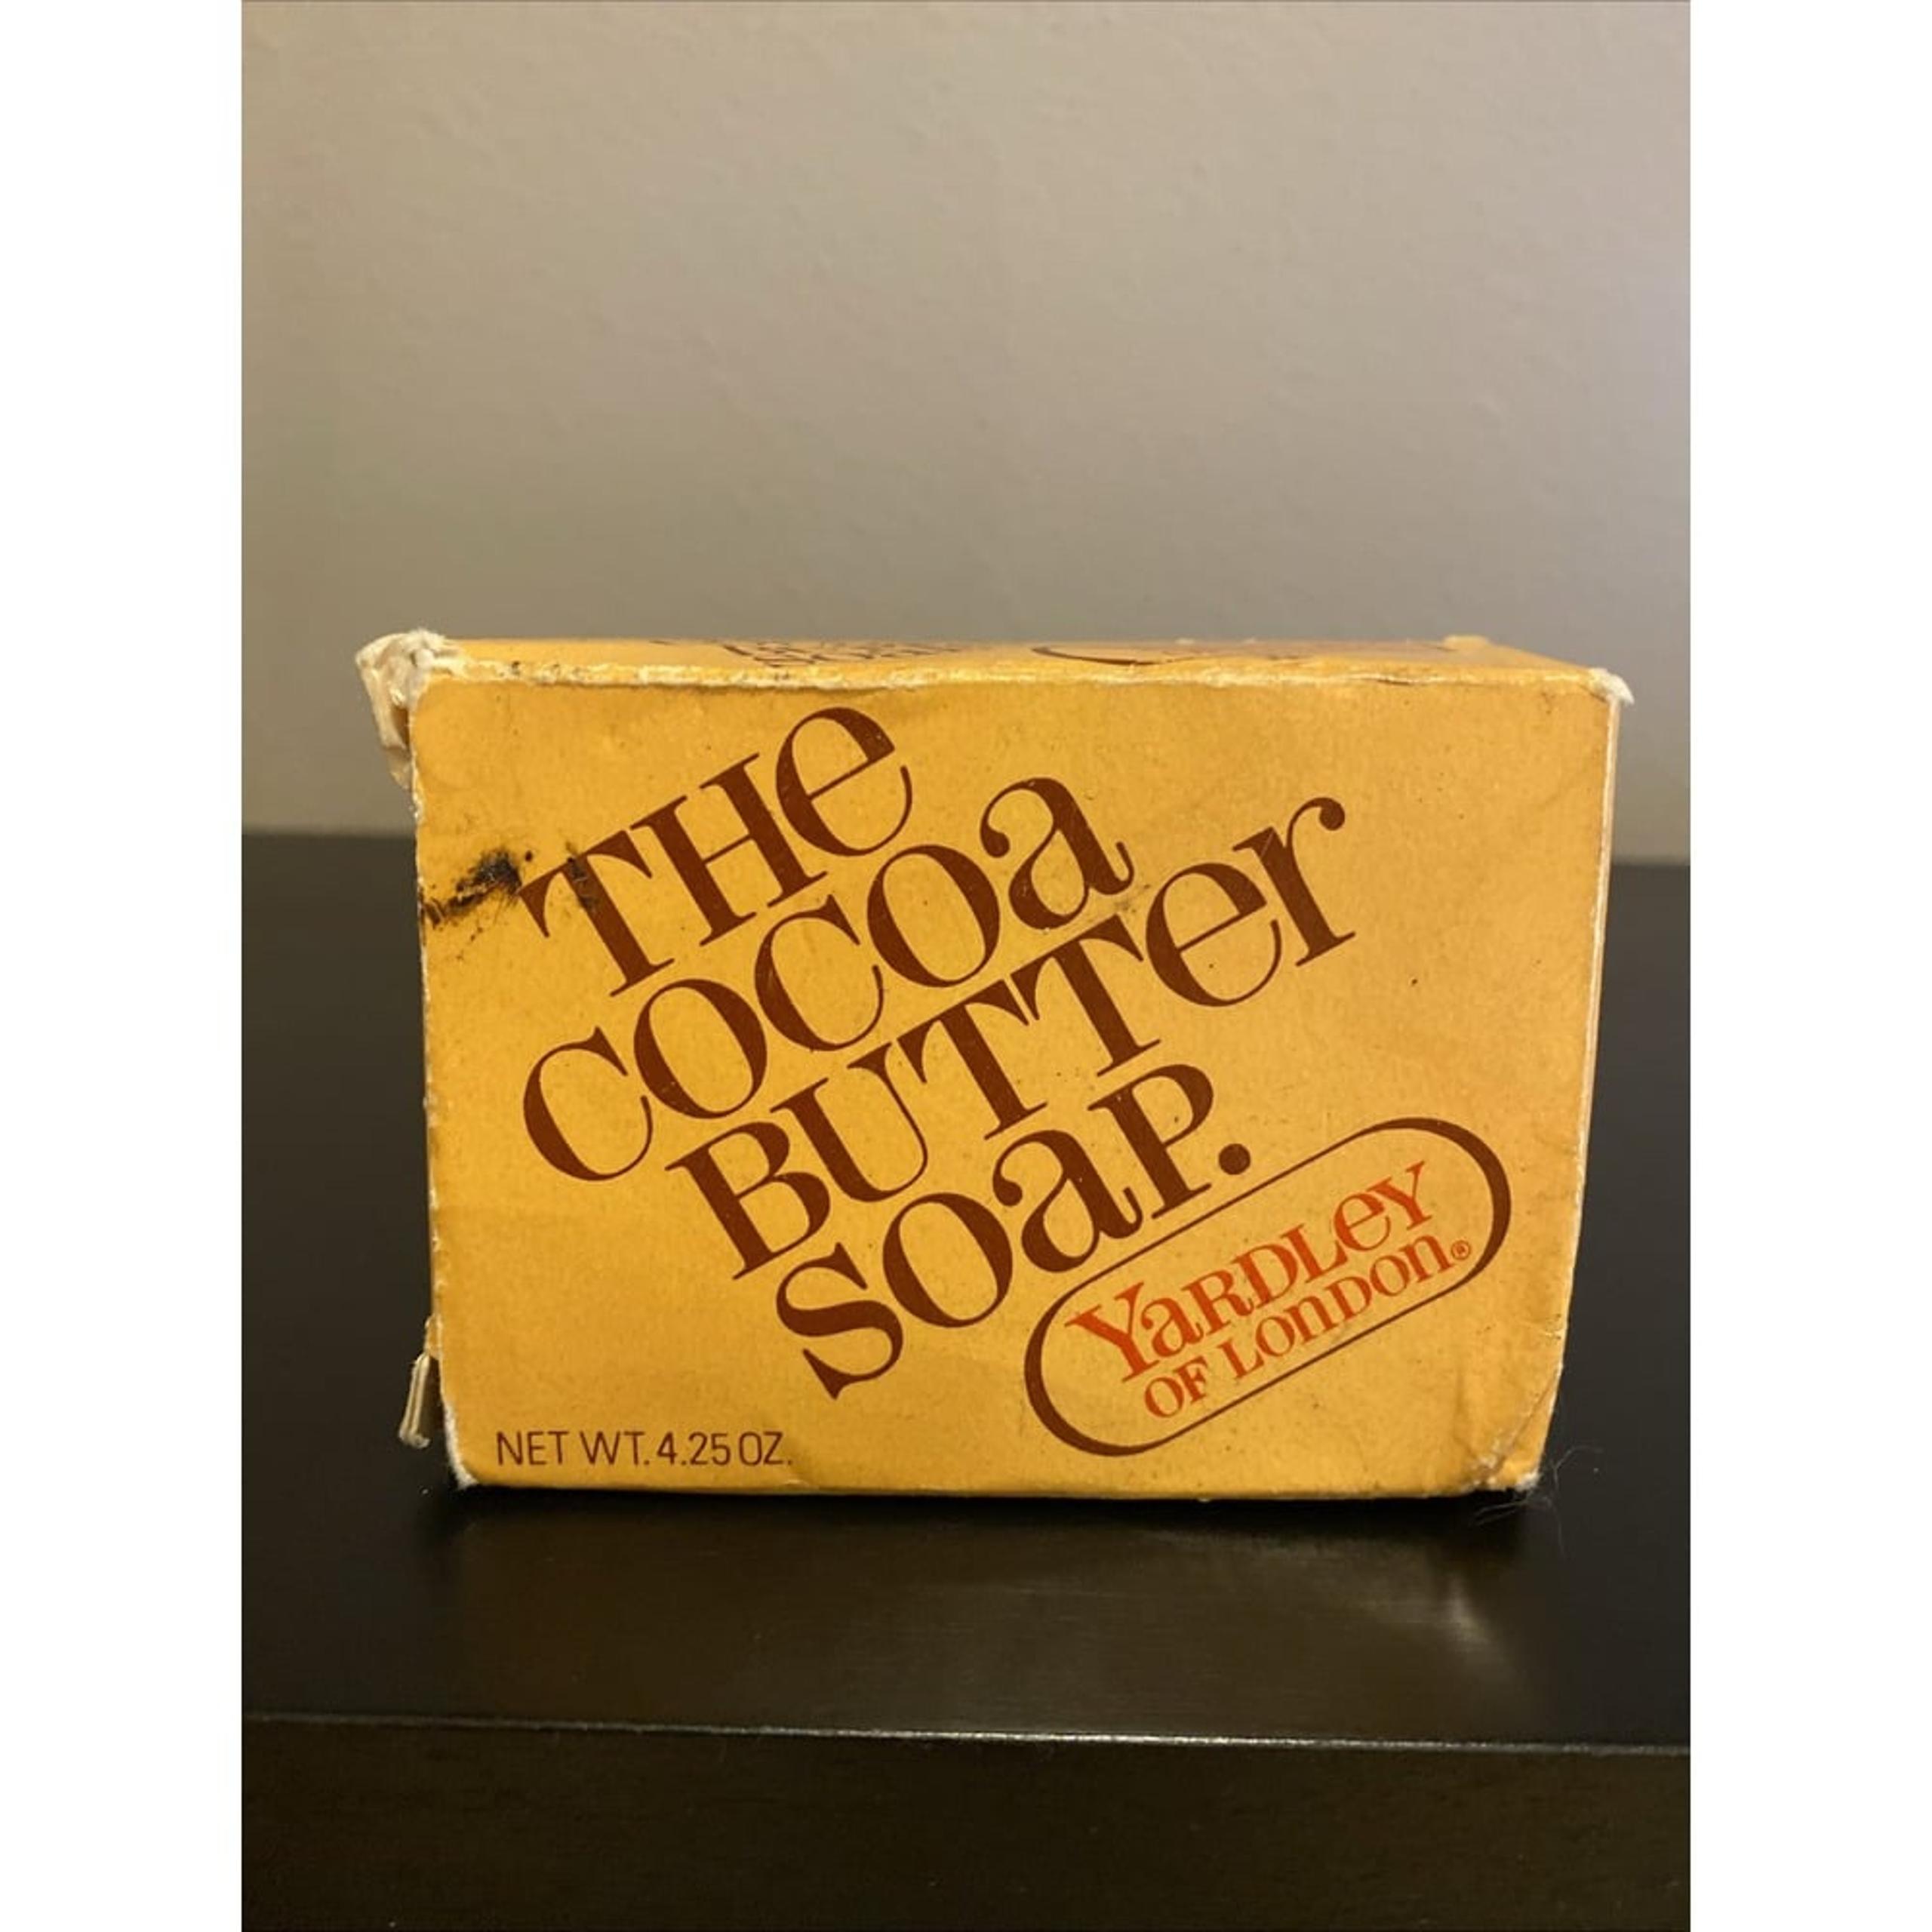 THe
COCOa
BUTTer
SOaP.
YaRDLeY
OF LOnDOn®
NET WT. 4.25 OZ.